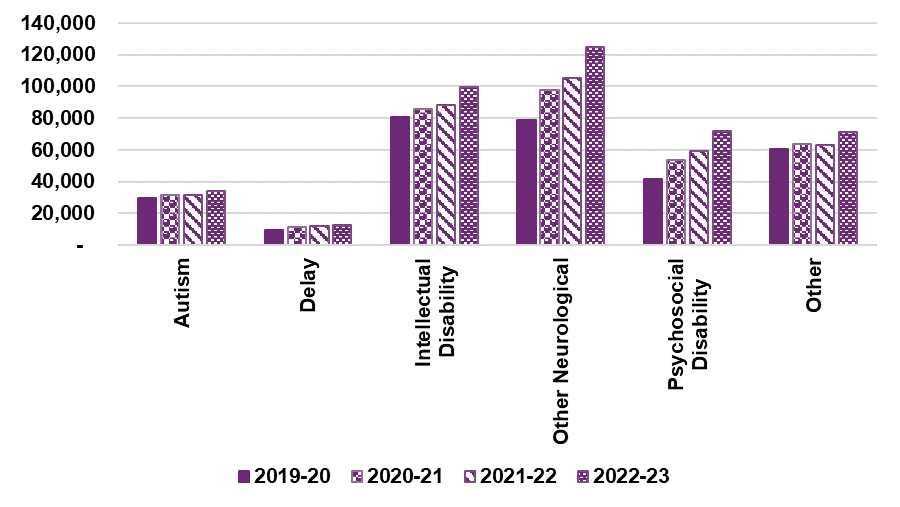 140,000
120,000
100,000
80,000
60,000
40,000
20,000
-
Autism
Delay
Intellectual
Disability
Other Neurological
Psychosocial
Disability
Other
2019-20
2020-21
2021-22
2022-23